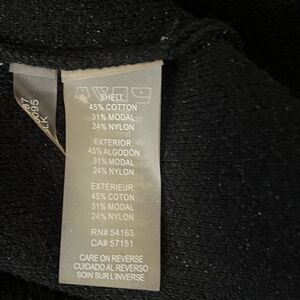 SHELL:
45% COTTON
31% MODAL
24% NYLON
EXTERIOR:
45% ALGODÓN
31% MODAL
24% NYLON
EXTÉRIEUR:
45% COTON
31% MODAL
24% NYLON
RN# 54163
CA# 57151
CARE ON REVERSE
CUIDADO AL REVERSO
SOIN SUR L'INVERSE